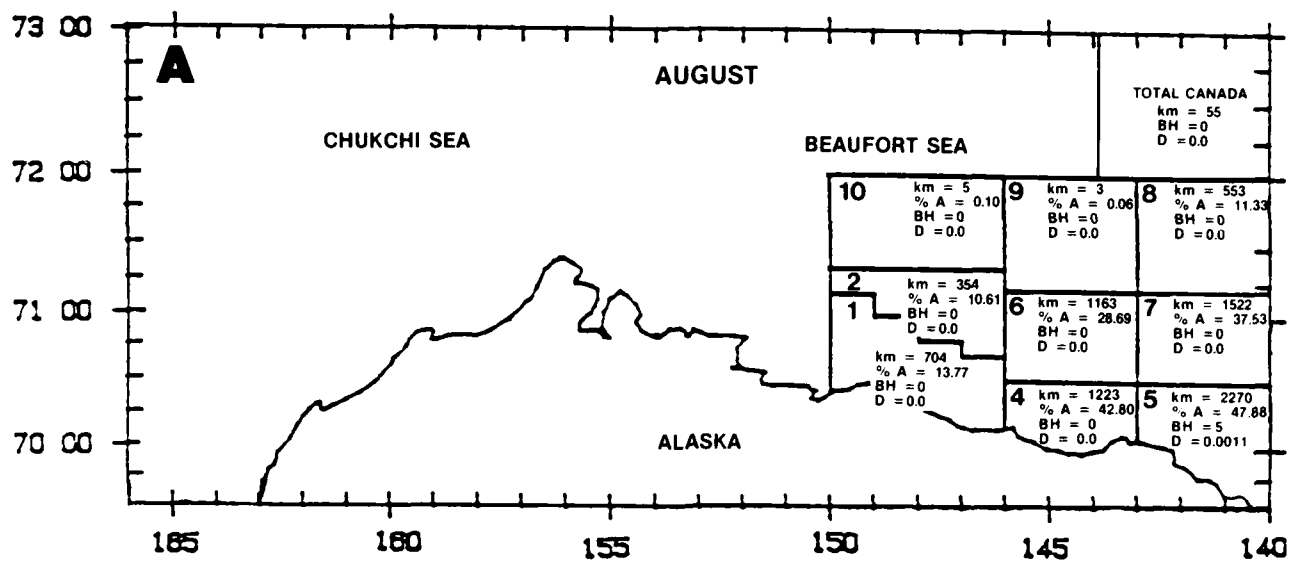 73 00
A
AUGUST
TOTAL CANADA
km = 55
BH =0
D =0.0
CHUKCHI SEA
BEAUFORT SEA
72 00
10
km = 5
% A = 0.10
BH =0
D =0.0
9
km = 3
% A = 0.06
BH =0
D =0.0
8
km = 553
% A = 11.33
BH =0
D =0.0
71 00
2
km = 354
% A = 10.61
BH =0
D =0.0
1
km = 704
% A = 13.77
BH =0
D =0.0
6
km = 1163
% A = 28.69
BH =0
D =0.0
7
km = 1522
% A = 37.53
BH =0
D =0.0
4
km = 1223
% A = 42.80
BH =0
D = 0.0
5
km = 2270
% A = 47.88
BH = 5
D =0.0011
70 00
ALASKA
165 160 155 150 145 140